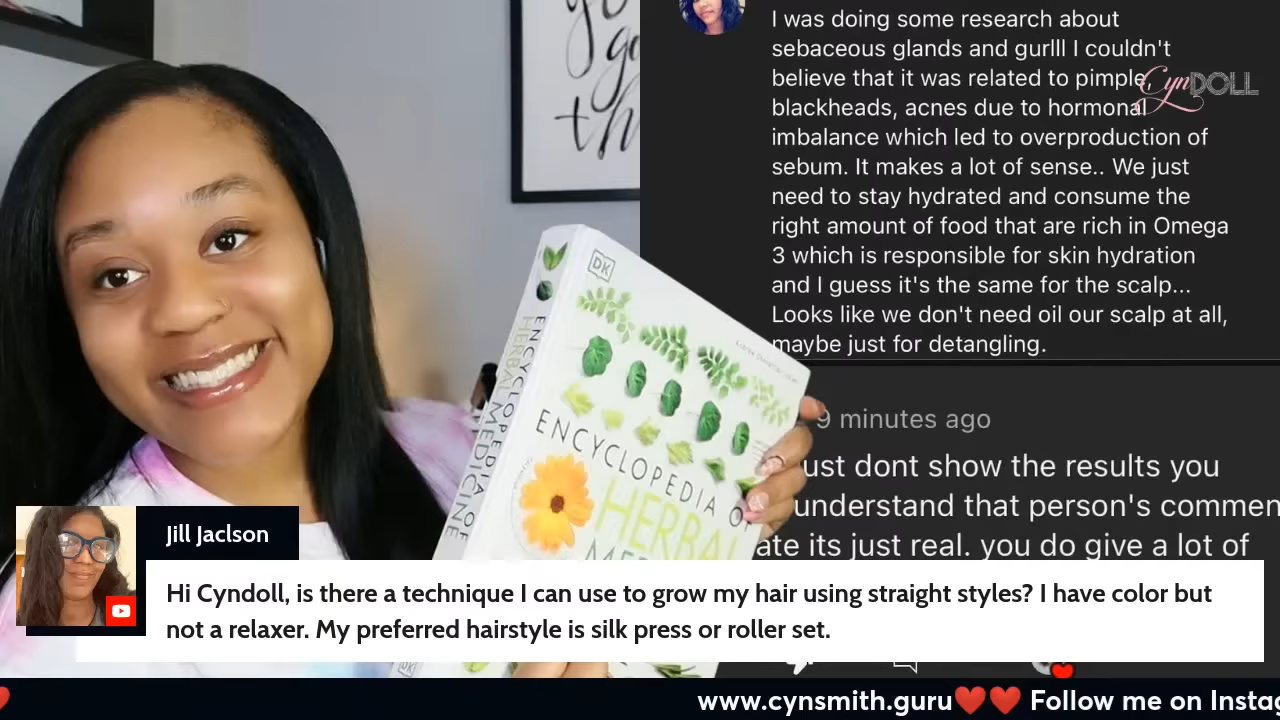 I was doing some research about
sebaceous glands and gurlll I couldn't
believe that it was related to pimple
CynDOLL
blackheads, acnes due to hormonal
imbalance which led to overproduction of
sebum. It makes a lot of sense.. We just
need to stay hydrated and consume the
right amount of food that are rich in Omega
3 which is responsible for skin hydration
and I guess it's the same for the scalp...
Looks like we don't need oil our scalp at all,
maybe just for detangling.
DK
ENCYCLOPEDIA OF
HERBAL
ENCYCLOPEDIA OF
HERBAL MEDICINE
9 minutes ago
ust dont show the results you
understand that person's commen
ate its just real. you do give a lot of
Jill Jaclson
Hi Cyndoll, is there a technique I can use to grow my hair using straight styles? I have color but
not a relaxer. My preferred hairstyle is silk press or roller set.
DK
www.cynsmith.guru❤️❤️ Follow me on Instag